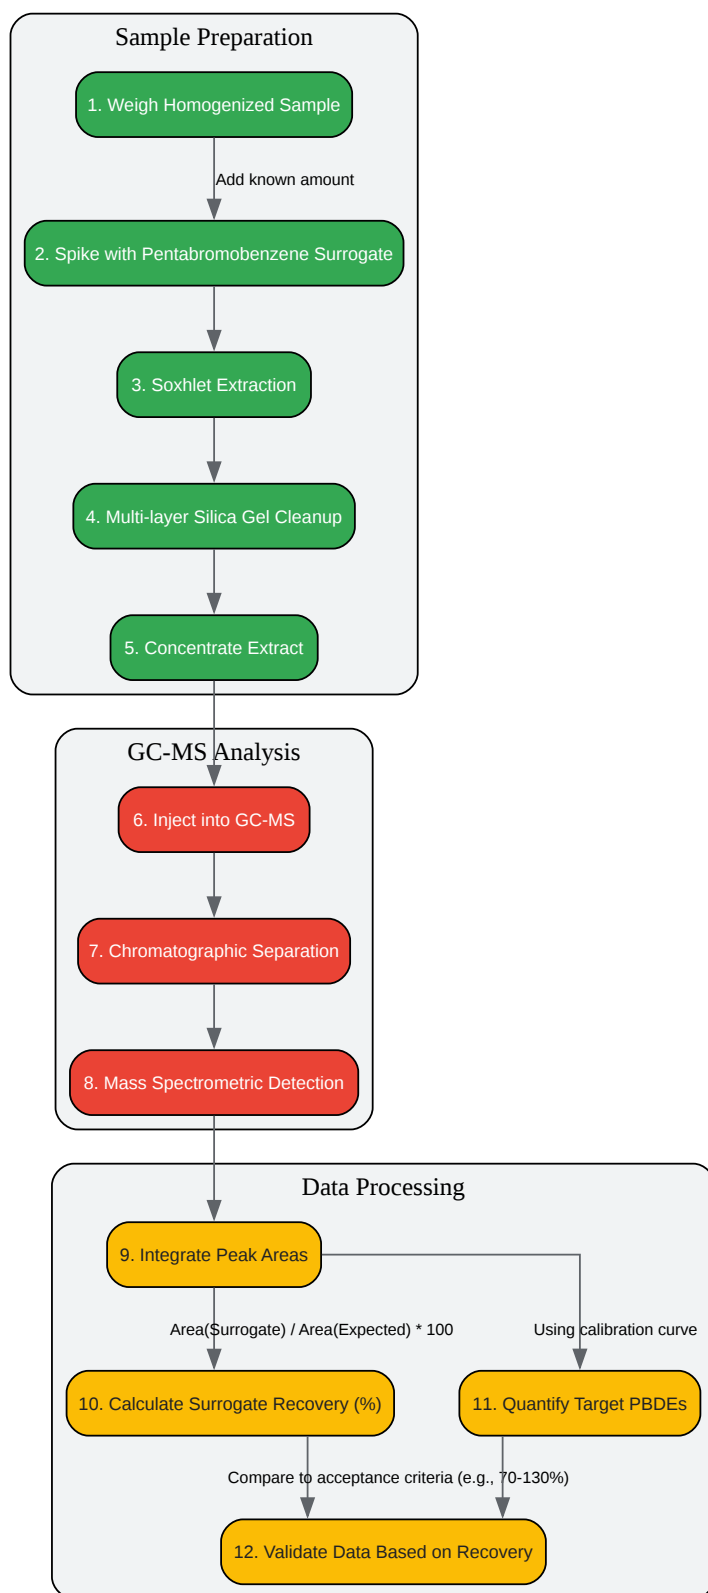 Sample Preparation
1. Weigh Homogenized Sample
Add known amount
2. Spike with Pentabromobenzene Surrogate
3. Soxhlet Extraction
4. Multi-layer Silica Gel Cleanup
5. Concentrate Extract
GC-MS Analysis
6. Inject into GC-MS
7. Chromatographic Separation
8. Mass Spectrometric Detection
Data Processing
9. Integrate Peak Areas
Area(Surrogate) / Area(Expected) * 100
Using calibration curve
10. Calculate Surrogate Recovery (%)
11. Quantify Target PBDEs
Compare to acceptance criteria (e.g., 70-130%)
12. Validate Data Based on Recovery